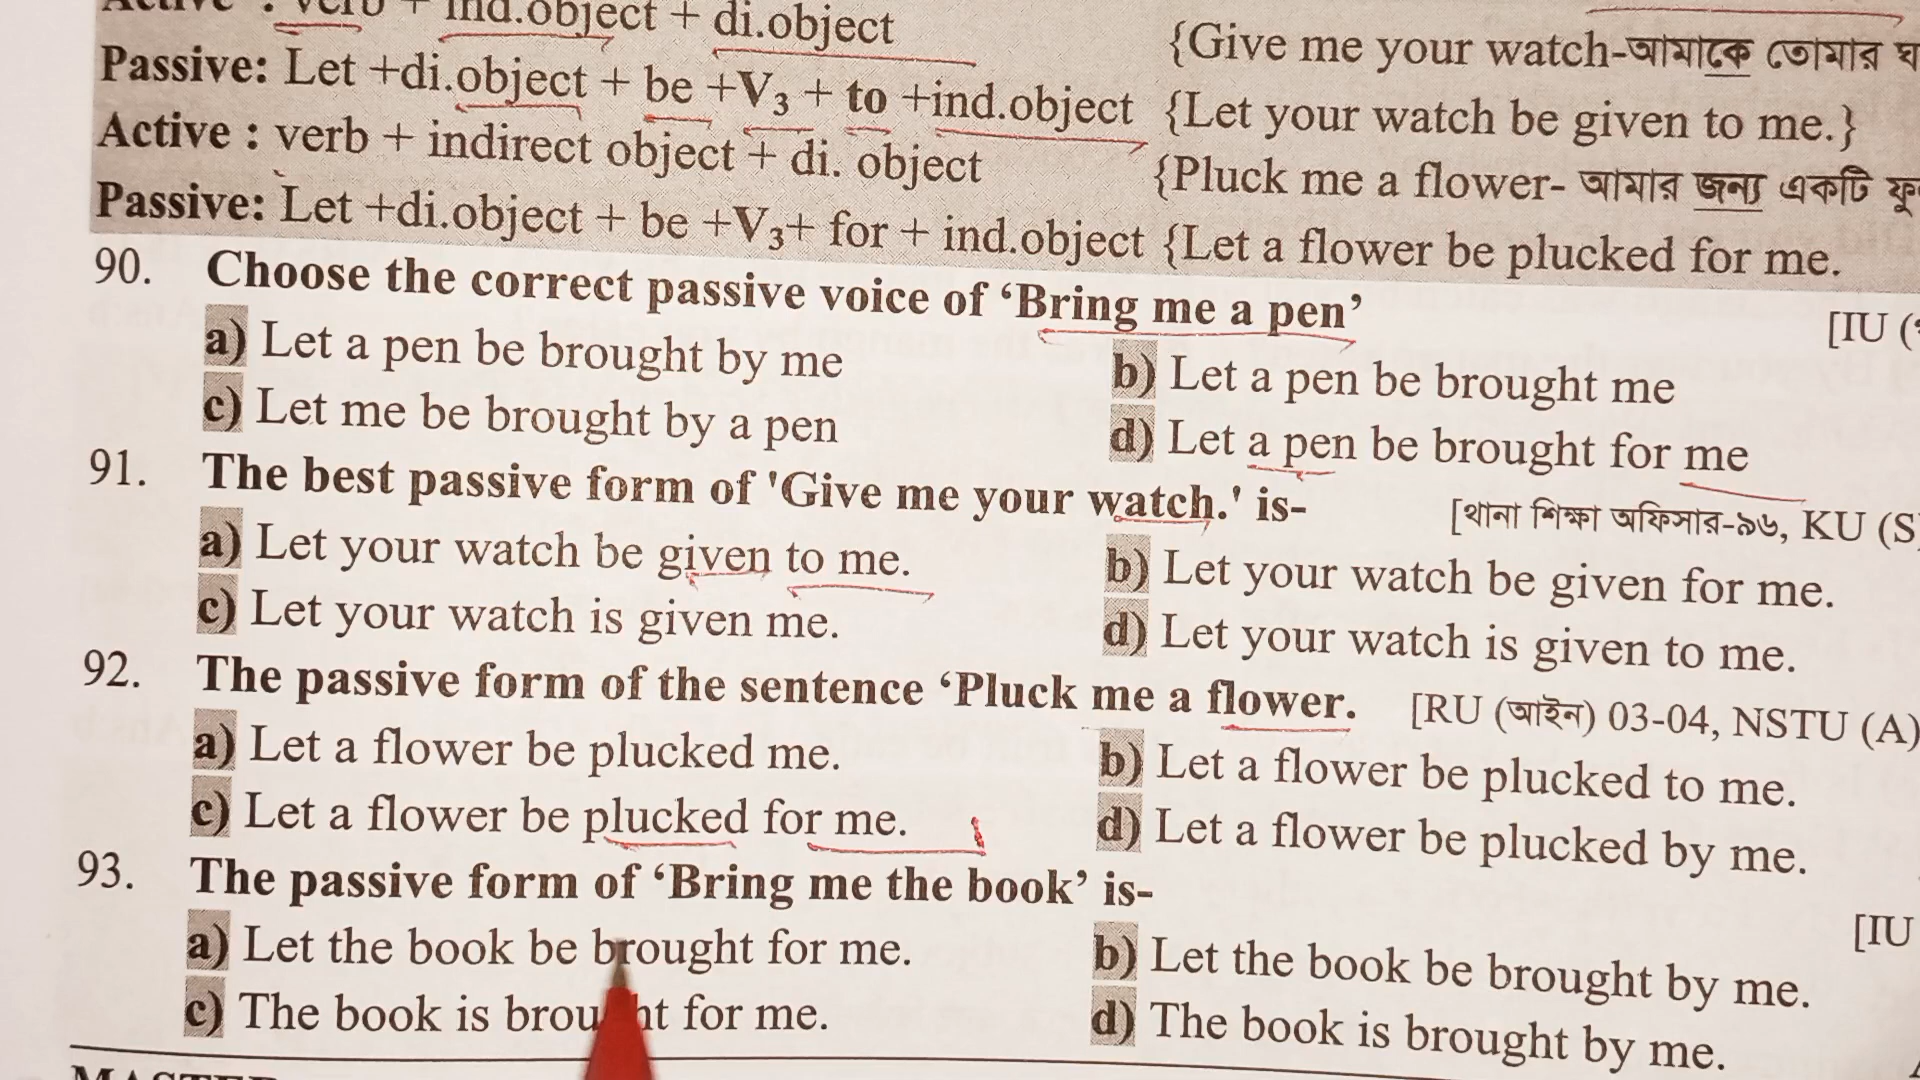 Active : verb + ind.object + di.object {Give me your watch-আমাকে তোমার
Passive: Let +di.object + be +V3 + to +ind.object {Let your watch be given to me.}
Active : verb + indirect object + di. object {Pluck me a flower- আমার জন্য একটি
Passive: Let +di.object + be +V3+ for + ind.object {Let a flower be plucked for me.
90. Choose the correct passive voice of ‘Bring me a pen’ [IU (
a) Let a pen be brought by me b) Let a pen be brought me
c) Let me be brought by a pen d) Let a pen be brought for me
91. The best passive form of 'Give me your watch.' is- [থানা শিক্ষা অফিসার-৯৬, KU (S
a) Let your watch be given to me. b) Let your watch be given for me.
c) Let your watch is given me. d) Let your watch is given to me.
92. The passive form of the sentence ‘Pluck me a flower. [RU (আইন) 03-04, NSTU (A)
a) Let a flower be plucked me. b) Let a flower be plucked to me.
c) Let a flower be plucked for me. d) Let a flower be plucked by me.
93. The passive form of ‘Bring me the book’ is- [IU
a) Let the book be brought for me. b) Let the book be brought by me.
c) The book is brought for me. d) The book is brought by me.